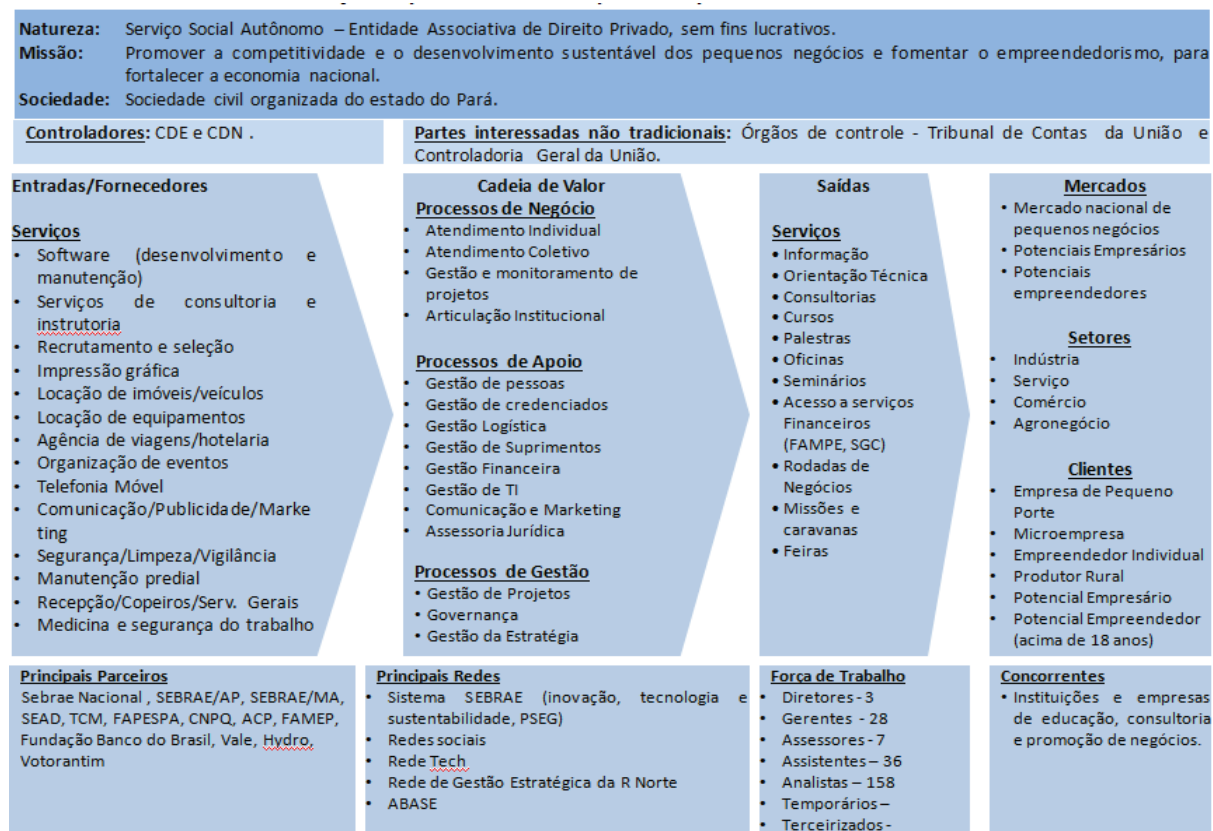 Natureza: Serviço Social Autônomo – Entidade Associativa de Direito Privado, sem fins lucrativos.
Missão: Promover a competitividade e o desenvolvimento sustentável dos pequenos negócios e fomentar o empreendedorismo, para
fortalecer a economia nacional.
Sociedade: Sociedade civil organizada do estado do Pará.
Controladores: CDE e CDN .
Partes interessadas não tradicionais: Órgãos de controle - Tribunal de Contas da União e
Controladoria Geral da União.
Entradas/Fornecedores
Serviços
• Software (desenvolvimento e
manutenção)
• Serviços de consultoria e
instrutoria
• Recrutamento e seleção
• Impressão gráfica
• Locação de imóveis/veículos
• Locação de equipamentos
• Agência de viagens/hotelaria
• Organização de eventos
• Telefonia Móvel
• Comunicação/Publicidade/Marke
ting
• Segurança/Limpeza/Vigilância
• Manutenção predial
• Recepção/Copeiros/Serv. Gerais
• Medicina e segurança do trabalho
Cadeia de Valor
Processos de Negócio
• Atendimento Individual
• Atendimento Coletivo
• Gestão e monitoramento de
projetos
• Articulação Institucional
Processos de Apoio
• Gestão de pessoas
• Gestão de credenciados
• Gestão Logística
• Gestão de Suprimentos
• Gestão Financeira
• Gestão de TI
• Comunicação e Marketing
• Assessoria Jurídica
Processos de Gestão
• Gestão de Projetos
• Governança
• Gestão da Estratégia
Saídas
Serviços
• Informação
• Orientação Técnica
• Consultorias
• Cursos
• Palestras
• Oficinas
• Seminários
• Acesso a serviços
Financeiros
(FAMPE, SGC)
• Rodadas de
Negócios
• Missões e
caravanas
• Feiras
Mercados
• Mercado nacional de
pequenos negócios
• Potenciais Empresários
• Potenciais
empreendedores
Setores
• Indústria
• Serviço
• Comércio
• Agronegócio
Clientes
• Empresa de Pequeno
Porte
• Microempresa
• Empreendedor Individual
• Produtor Rural
• Potencial Empresário
• Potencial Empreendedor
(acima de 18 anos)
Principais Parceiros
Sebrae Nacional , SEBRAE/AP, SEBRAE/MA,
SEAD, TCM, FAPESPA, CNPQ, ACP, FAMEP,
Fundação Banco do Brasil, Vale, Hydro,
Votorantim
Principais Redes
• Sistema SEBRAE (inovação, tecnologia e
sustentabilidade, PSEG)
• Redes sociais
• Rede Tech
• Rede de Gestão Estratégica da R Norte
• ABASE
Força de Trabalho
• Diretores - 3
• Gerentes - 28
• Assessores - 7
• Assistentes – 36
• Analistas – 158
• Temporários –
• Terceirizados -
Concorrentes
• Instituições e empresas
de educação, consultoria
e promoção de negócios.